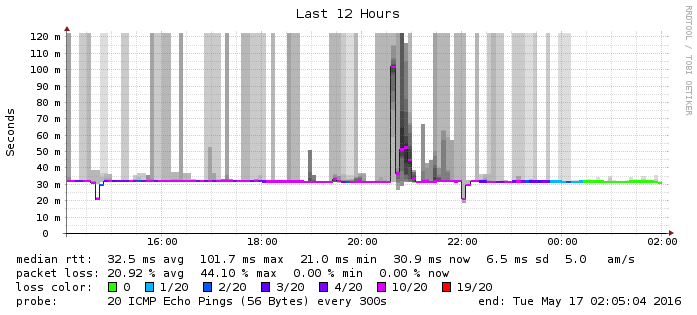 Last 12 Hours
RRDTOOL / TOBI OETIKER
Seconds
120 m
110 m
100 m
90 m
80 m
70 m
60 m
50 m
40 m
30 m
20 m
10 m
0
16:00 18:00 20:00 22:00 00:00 02:00
median rtt: 32.5 ms avg 101.7 ms max 21.0 ms min 30.9 ms now 6.5 ms sd 5.0 am/s
packet loss: 20.92 % avg 44.10 % max 0.00 % min 0.00 % now
loss color: 0 1/20 2/20 3/20 4/20 10/20 19/20
probe: 20 ICMP Echo Pings (56 Bytes) every 300s end: Tue May 17 02:05:04 2016